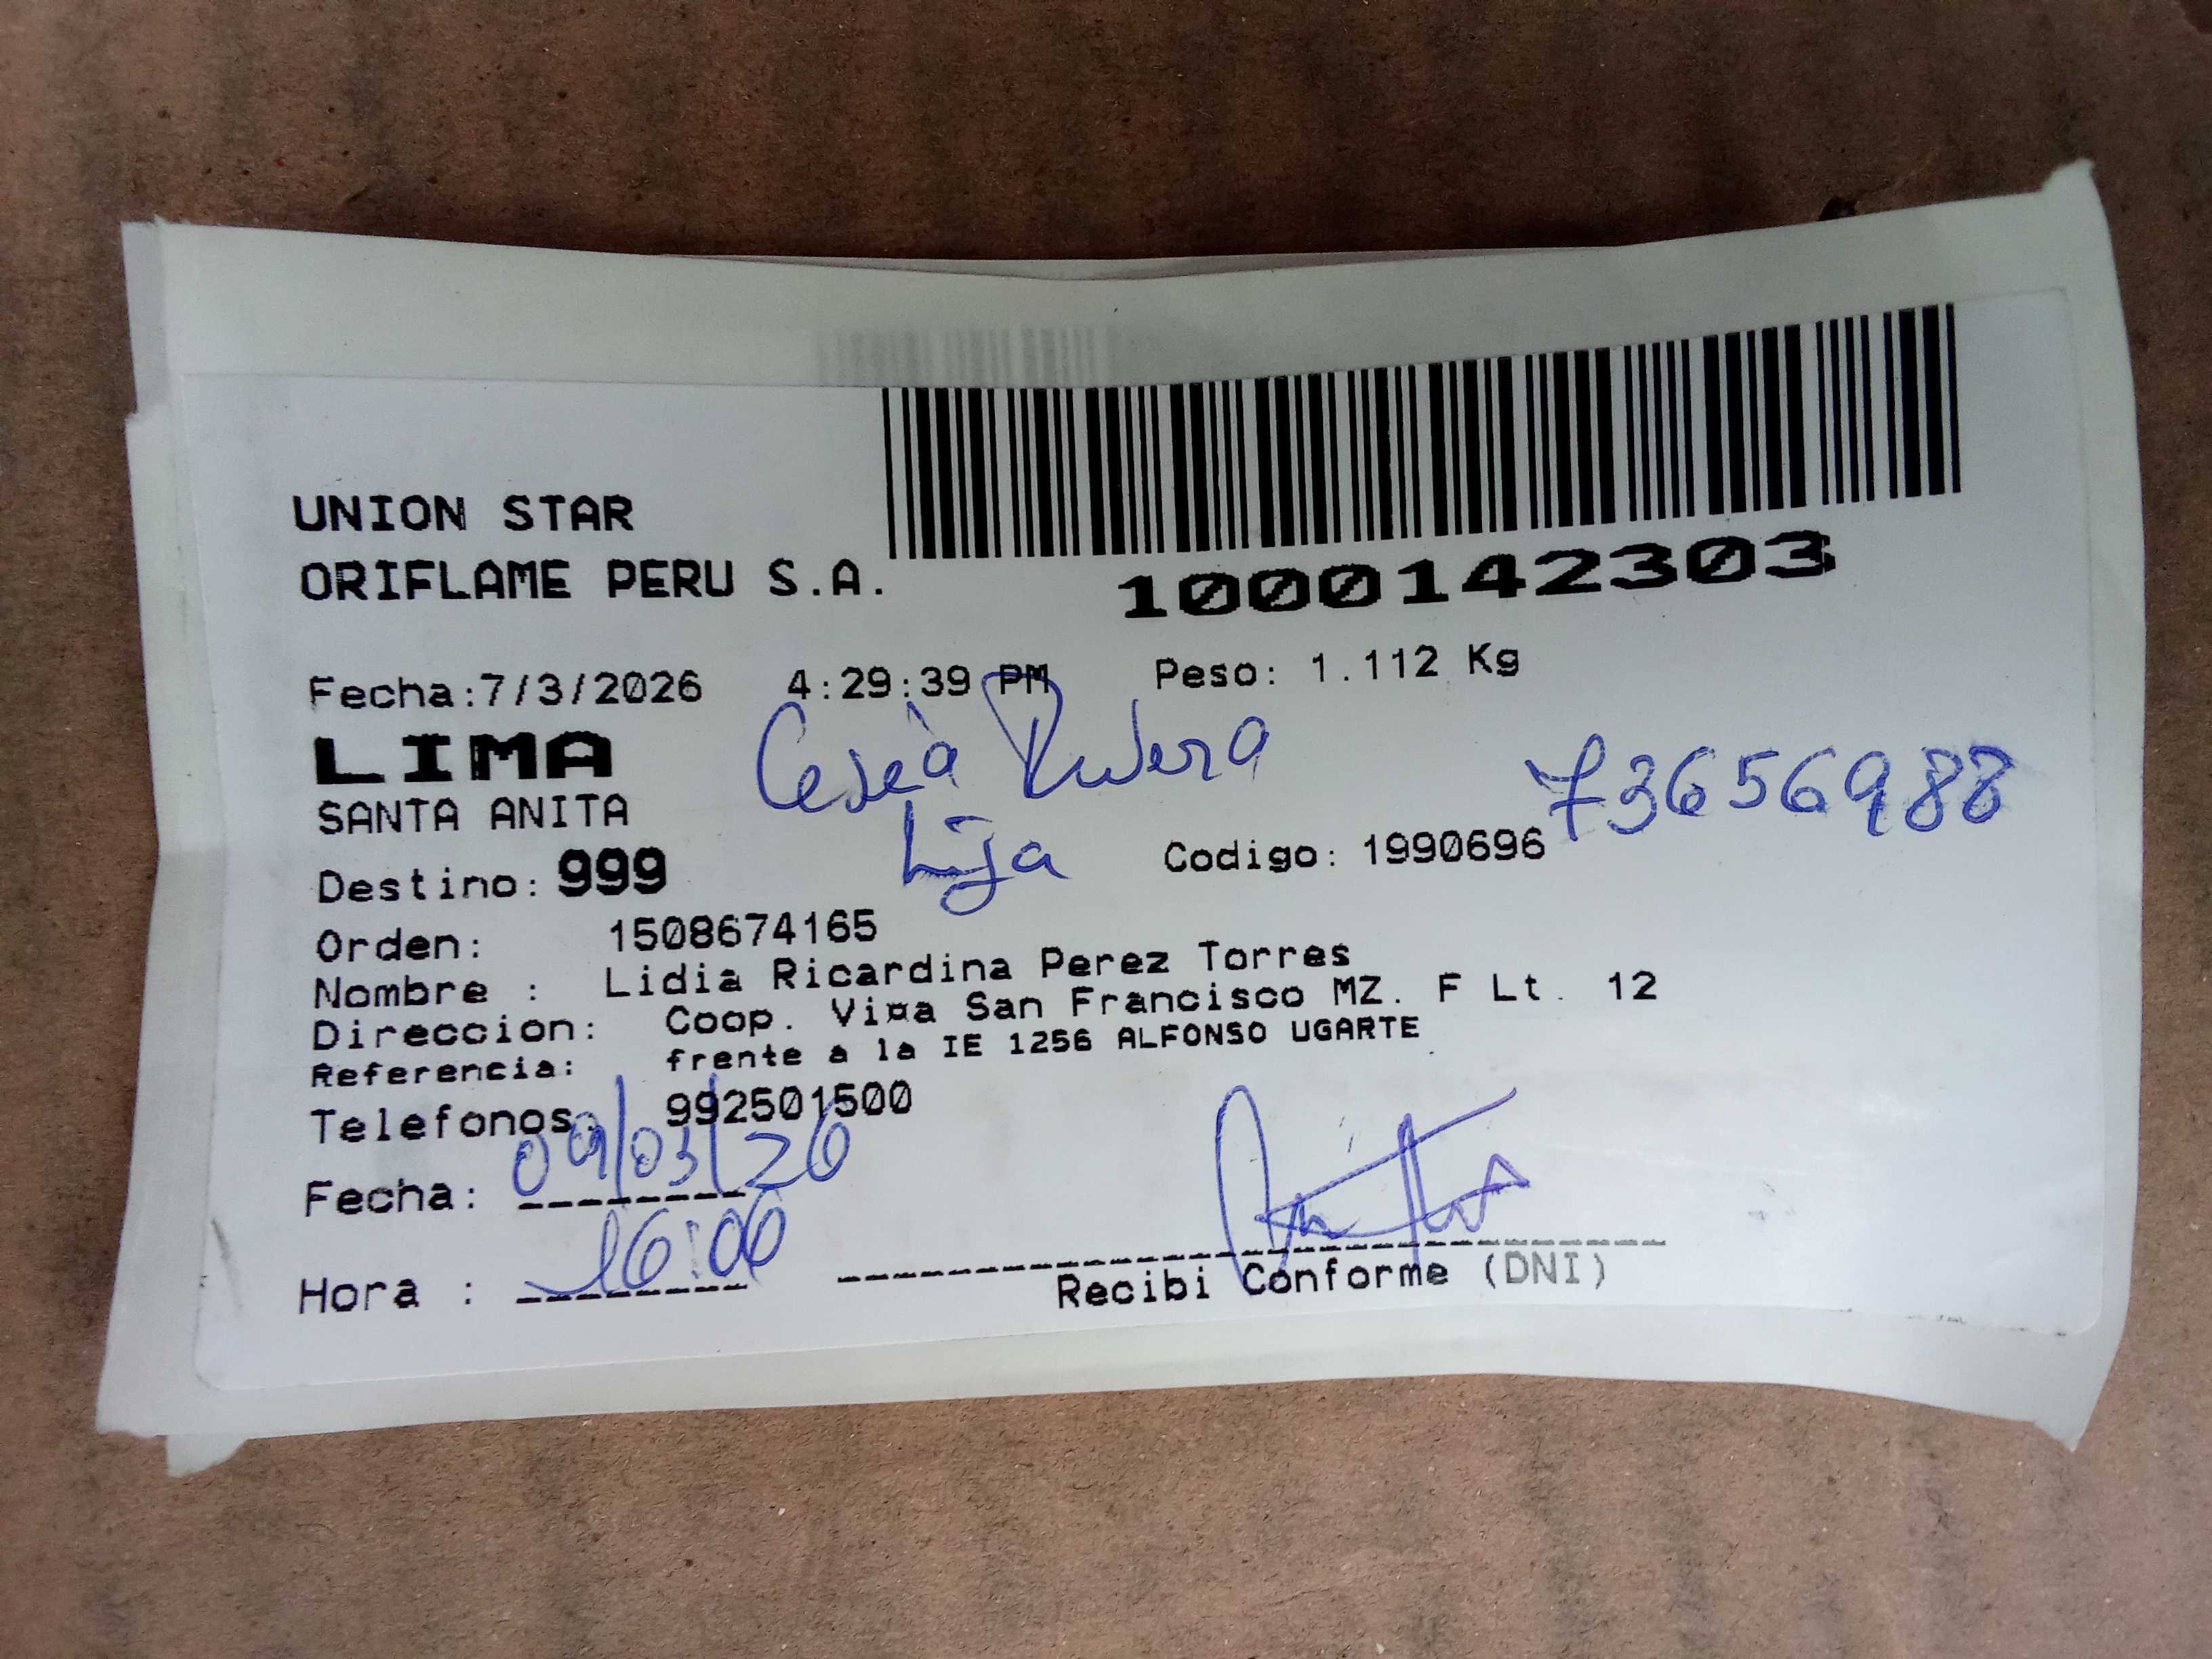 UNION STAR
ORIFLAME PERU S.A.
1000142303
Fecha:7/3/2026 4:29:39 PM Peso: 1.112 Kg
LIMA
SANTA ANITA
Rivera
73656988
Destino: 999
Codigo: 1990696
Orden: 1508674165
Nombre : Lidia Ricardina Perez Torres
Direccion: Coop. Vi¤a San Francisco MZ. F Lt. 12
Referencia: frente a la IE 1256 ALFONSO UGARTE
Telefonos: 992501500
Fecha: 09/03/26
Hora : 16:00
Recibi Conforme (DNI)